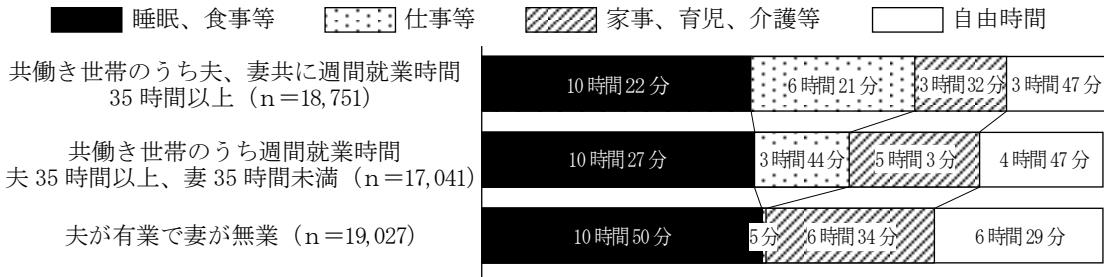 睡眠、食事等 仕事等 家事、育児、介護等 自由時間
共働き世帯のうち夫、妻共に週間就業時間
35時間以上(n=18,751)
10時間22分 6時間21分 3時間32分 3時間47分
共働き世帯のうち週間就業時間
夫35時間以上、妻35時間未満(n=17,041)
10時間27分 3時間44分 5時間3分 4時間47分
夫が有業で妻が無業(n=19,027)
10時間50分 5分 6時間34分 6時間29分